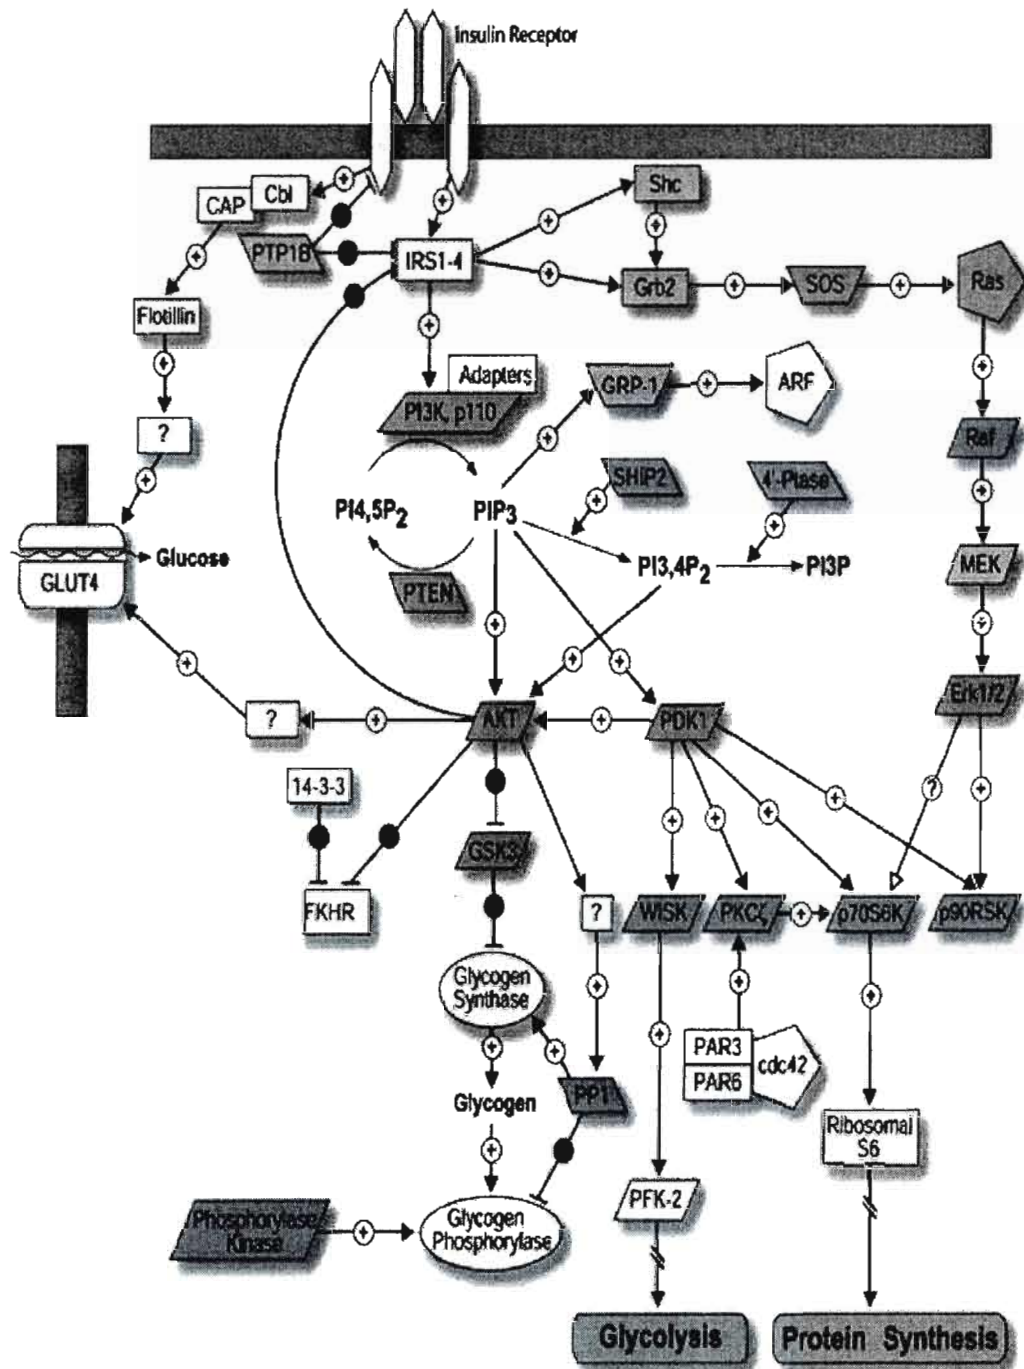 Insulin Receptor
Shc
Cbl
CAP
PTP1B
IRS1-4
Grb2
SOS
Ras
Flotillin
Adapters
PI3K, p110
GRP-1
ARF
?
Raf
SHIP2
4'-Ptase
PI4,5P2
PIP3
Glucose
GLUT4
PTEN
PI3,4P2
PI3P
MEK
Erk1/2
?
AKT
PDK1
14-3-3
?
GSK3
FKHR
?
WISK
PKCζ
p70S6K
p90RSK
Glycogen
Synthase
PAR3
PAR6
cdc42
Glycogen
PP1
Ribosomal
S6
PFK-2
Phosphorylase
Kinase
Glycogen
Phosphorylase
Glycolysis
Protein Synthesis